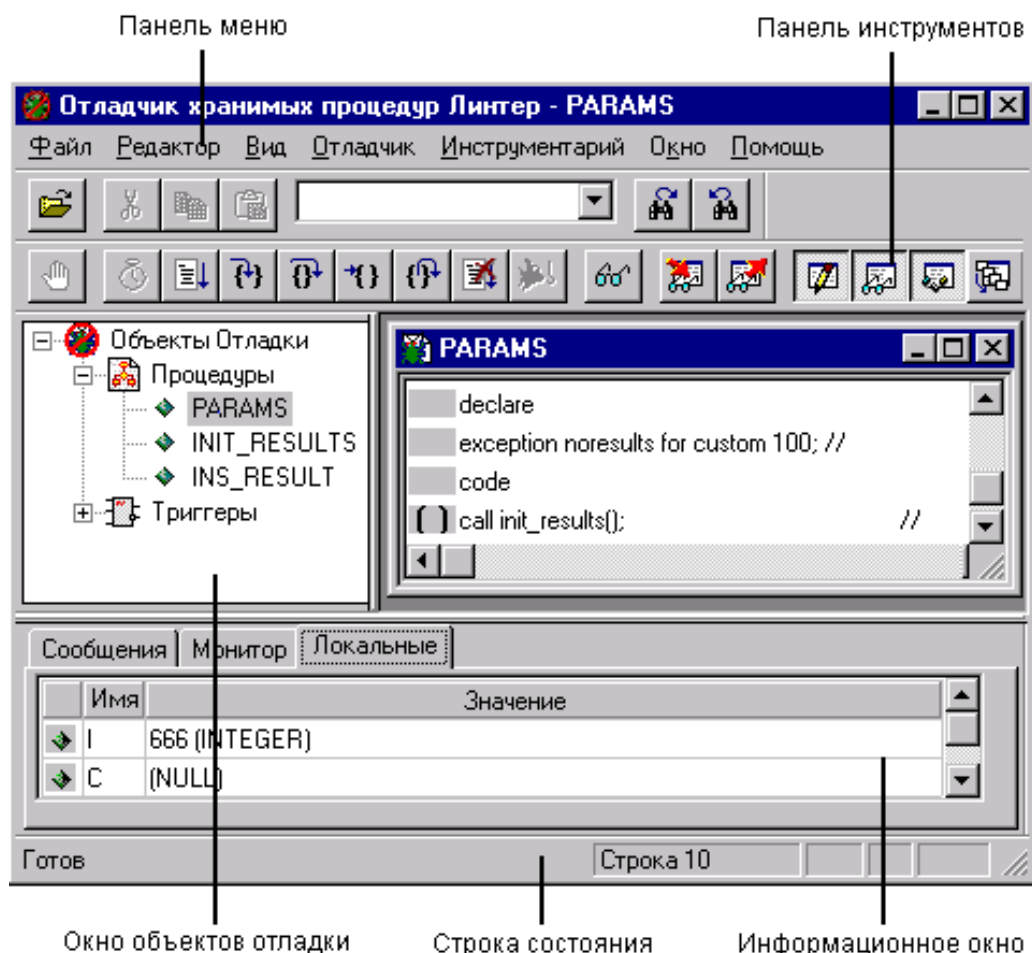 Панель меню
Панель инструментов
Отладчик хранимых процедур Линтер - PARAMS
Файл Редактор Вид Отладчик Инструментарий Окно Помощь
Объекты Отладки
Процедуры
PARAMS
INIT_RESULTS
INS_RESULT
Триггеры
PARAMS
declare
exception noresults for custom 100; //
code
call init_results(); //
Сообщения Монитор Локальные
Имя Значение
I 666 (INTEGER)
C (NULL)
Готов Строка 10
Окно объектов отладки Строка состояния Информационное окно